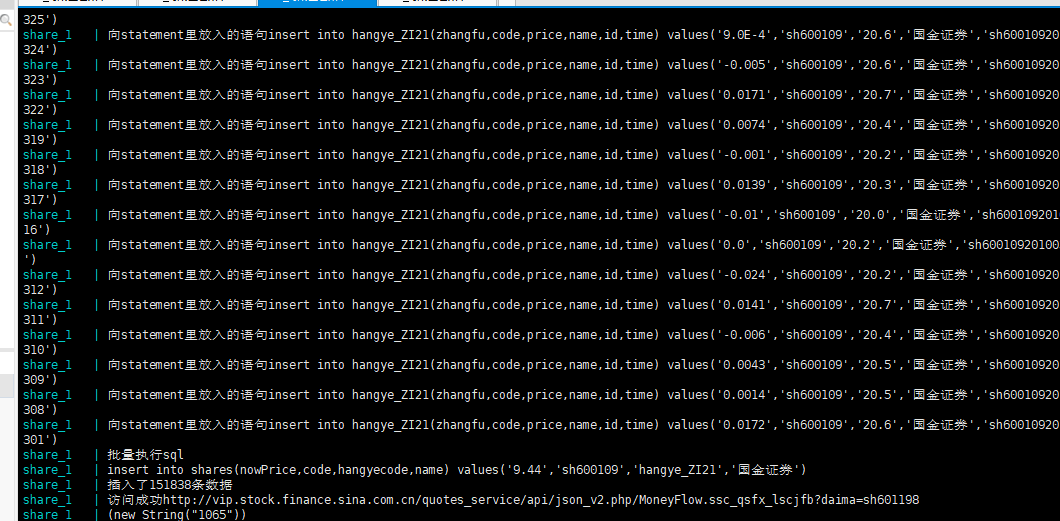 325')
share_1 | 向statement里放入的语句insert into hangye_ZI21(zhangfu,code,price,name,id,time) values('9.0E-4','sh600109','20.6','国金证券','sh60010920
324')
share_1 | 向statement里放入的语句insert into hangye_ZI21(zhangfu,code,price,name,id,time) values('-0.005','sh600109','20.6','国金证券','sh60010920
323')
share_1 | 向statement里放入的语句insert into hangye_ZI21(zhangfu,code,price,name,id,time) values('0.0171','sh600109','20.7','国金证券','sh60010920
322')
share_1 | 向statement里放入的语句insert into hangye_ZI21(zhangfu,code,price,name,id,time) values('0.0074','sh600109','20.4','国金证券','sh60010920
319')
share_1 | 向statement里放入的语句insert into hangye_ZI21(zhangfu,code,price,name,id,time) values('-0.001','sh600109','20.2','国金证券','sh60010920
318')
share_1 | 向statement里放入的语句insert into hangye_ZI21(zhangfu,code,price,name,id,time) values('0.0139','sh600109','20.3','国金证券','sh60010920
317')
share_1 | 向statement里放入的语句insert into hangye_ZI21(zhangfu,code,price,name,id,time) values('-0.01','sh600109','20.0','国金证券','sh600109201
16')
share_1 | 向statement里放入的语句insert into hangye_ZI21(zhangfu,code,price,name,id,time) values('0.0','sh600109','20.2','国金证券','sh60010920100
')
share_1 | 向statement里放入的语句insert into hangye_ZI21(zhangfu,code,price,name,id,time) values('-0.024','sh600109','20.2','国金证券','sh60010920
312')
share_1 | 向statement里放入的语句insert into hangye_ZI21(zhangfu,code,price,name,id,time) values('0.0141','sh600109','20.7','国金证券','sh60010920
311')
share_1 | 向statement里放入的语句insert into hangye_ZI21(zhangfu,code,price,name,id,time) values('-0.006','sh600109','20.4','国金证券','sh60010920
310')
share_1 | 向statement里放入的语句insert into hangye_ZI21(zhangfu,code,price,name,id,time) values('0.0043','sh600109','20.5','国金证券','sh60010920
309')
share_1 | 向statement里放入的语句insert into hangye_ZI21(zhangfu,code,price,name,id,time) values('0.0014','sh600109','20.5','国金证券','sh60010920
308')
share_1 | 向statement里放入的语句insert into hangye_ZI21(zhangfu,code,price,name,id,time) values('0.0172','sh600109','20.6','国金证券','sh60010920
301')
share_1 | 批量执行sql
share_1 | insert into shares(nowPrice,code,hangyecode,name) values('9.44','sh600109','hangye_ZI21','国金证券')
share_1 | 插入了151838条数据
share_1 | 访问成功http://vip.stock.finance.sina.com.cn/quotes_service/api/json_v2.php/MoneyFlow.ssc_qsfx_lscjfb?daima=sh601198
share_1 | (new String("1065"))